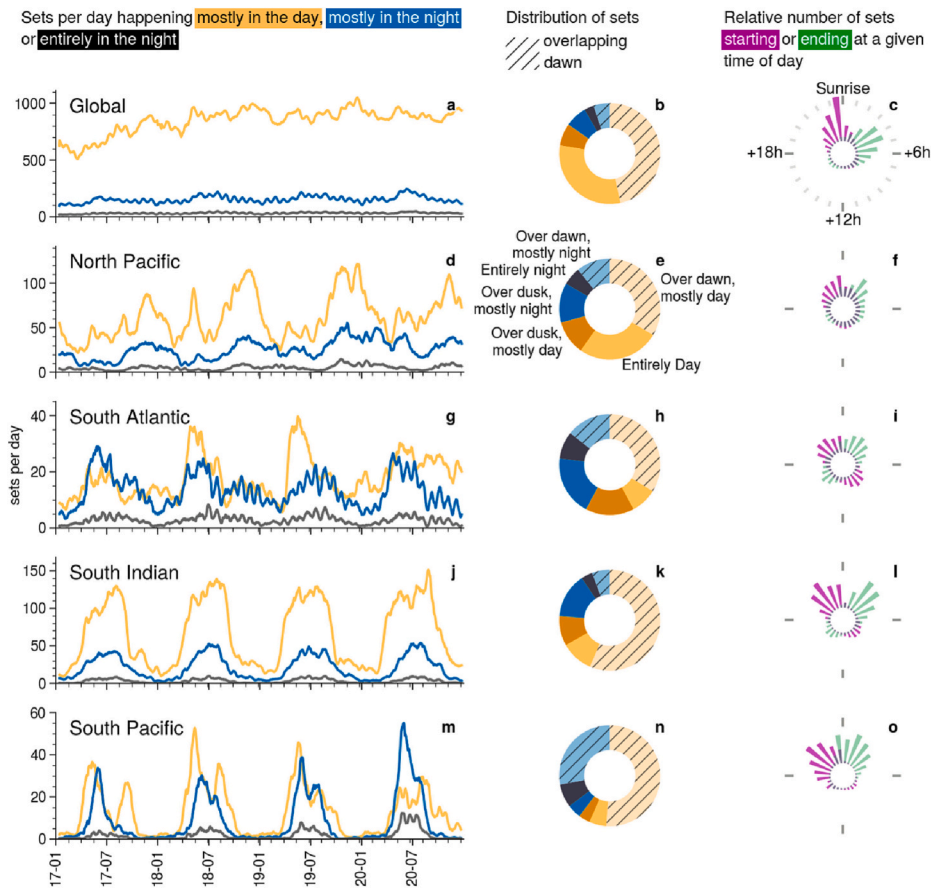 Sets per day happening mostly in the day, mostly in the night
or entirely in the night
Distribution of sets
overlapping
dawn
Relative number of sets
starting or ending at a given
time of day
Global
a
1000
500
0
b
Sunrise
c
+18h
+6h
+12h
North Pacific
d
100
50
0
Over dawn,
mostly night
Entirely night
Over dusk,
mostly night
Over dusk,
mostly day
e
Over dawn,
mostly day
Entirely Day
f
sets per day
South Atlantic
g
40
20
0
h
i
South Indian
j
150
100
50
0
k
l
South Pacific
m
60
40
20
0
n
o
17-01
17-07
18-01
18-07
19-01
19-07
20-01
20-07